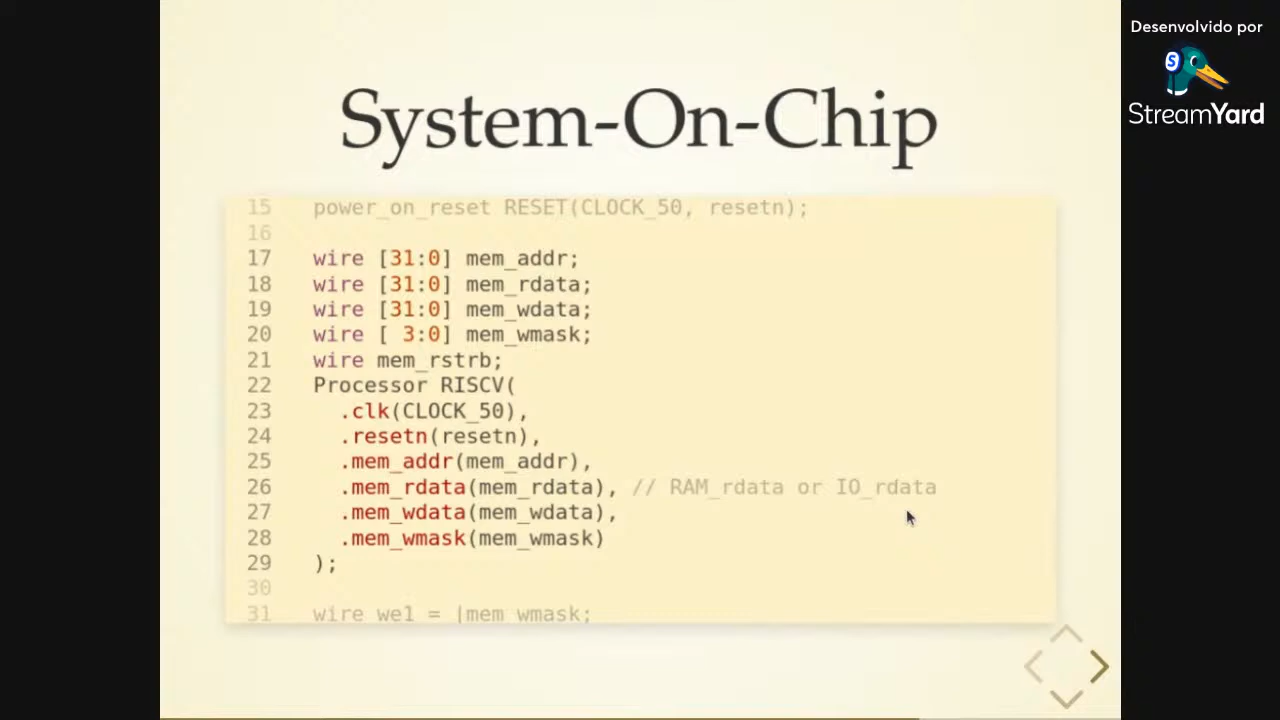 Desenvolvido por
StreamYard
System-On-Chip
15 power_on_reset RESET(CLOCK_50, resetn);
16
17 wire [31:0] mem_addr;
18 wire [31:0] mem_rdata;
19 wire [31:0] mem_wdata;
20 wire [ 3:0] mem_wmask;
21 wire mem_rstrb;
22 Processor RISCV(
23 .clk(CLOCK_50),
24 .resetn(resetn),
25 .mem_addr(mem_addr),
26 .mem_rdata(mem_rdata), // RAM_rdata or IO_rdata
27 .mem_wdata(mem_wdata),
28 .mem_wmask(mem_wmask)
29 );
30
31 wire we1 = |mem_wmask;